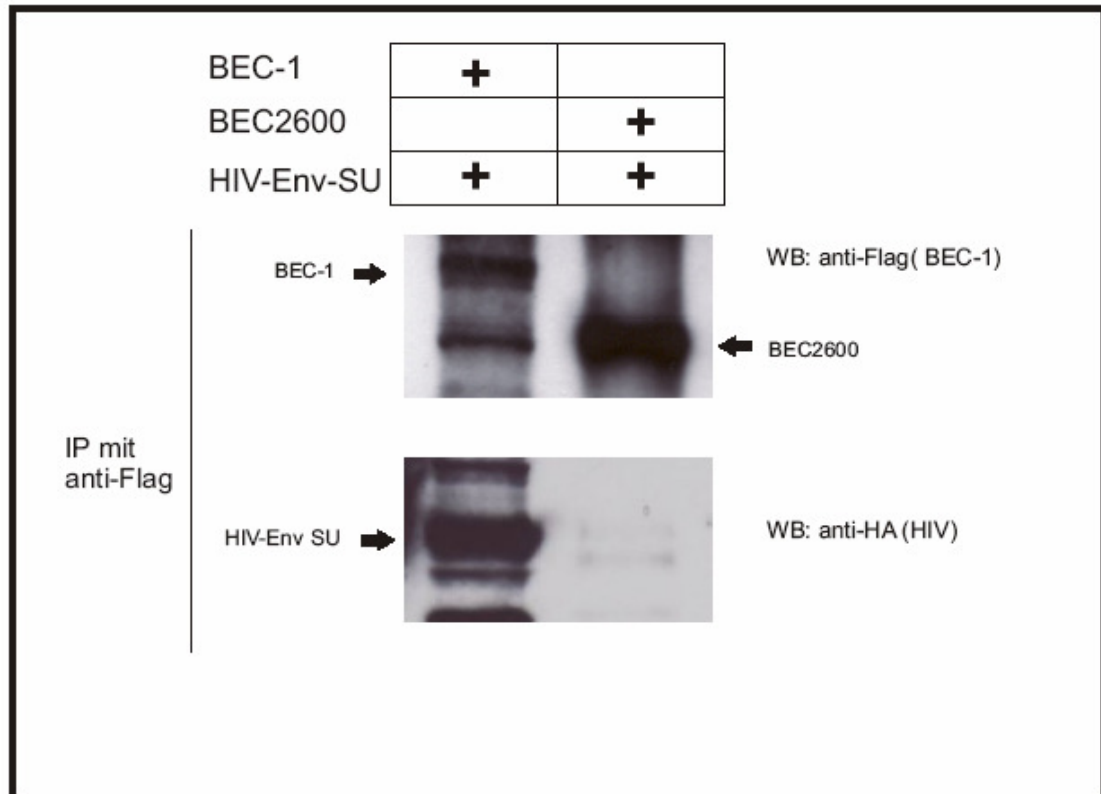 BEC-1 +
BEC2600 +
HIV-Env-SU + +
BEC-1
WB: anti-Flag( BEC-1)
BEC2600
IP mit
anti-Flag
HIV-Env SU
WB: anti-HA (HIV)